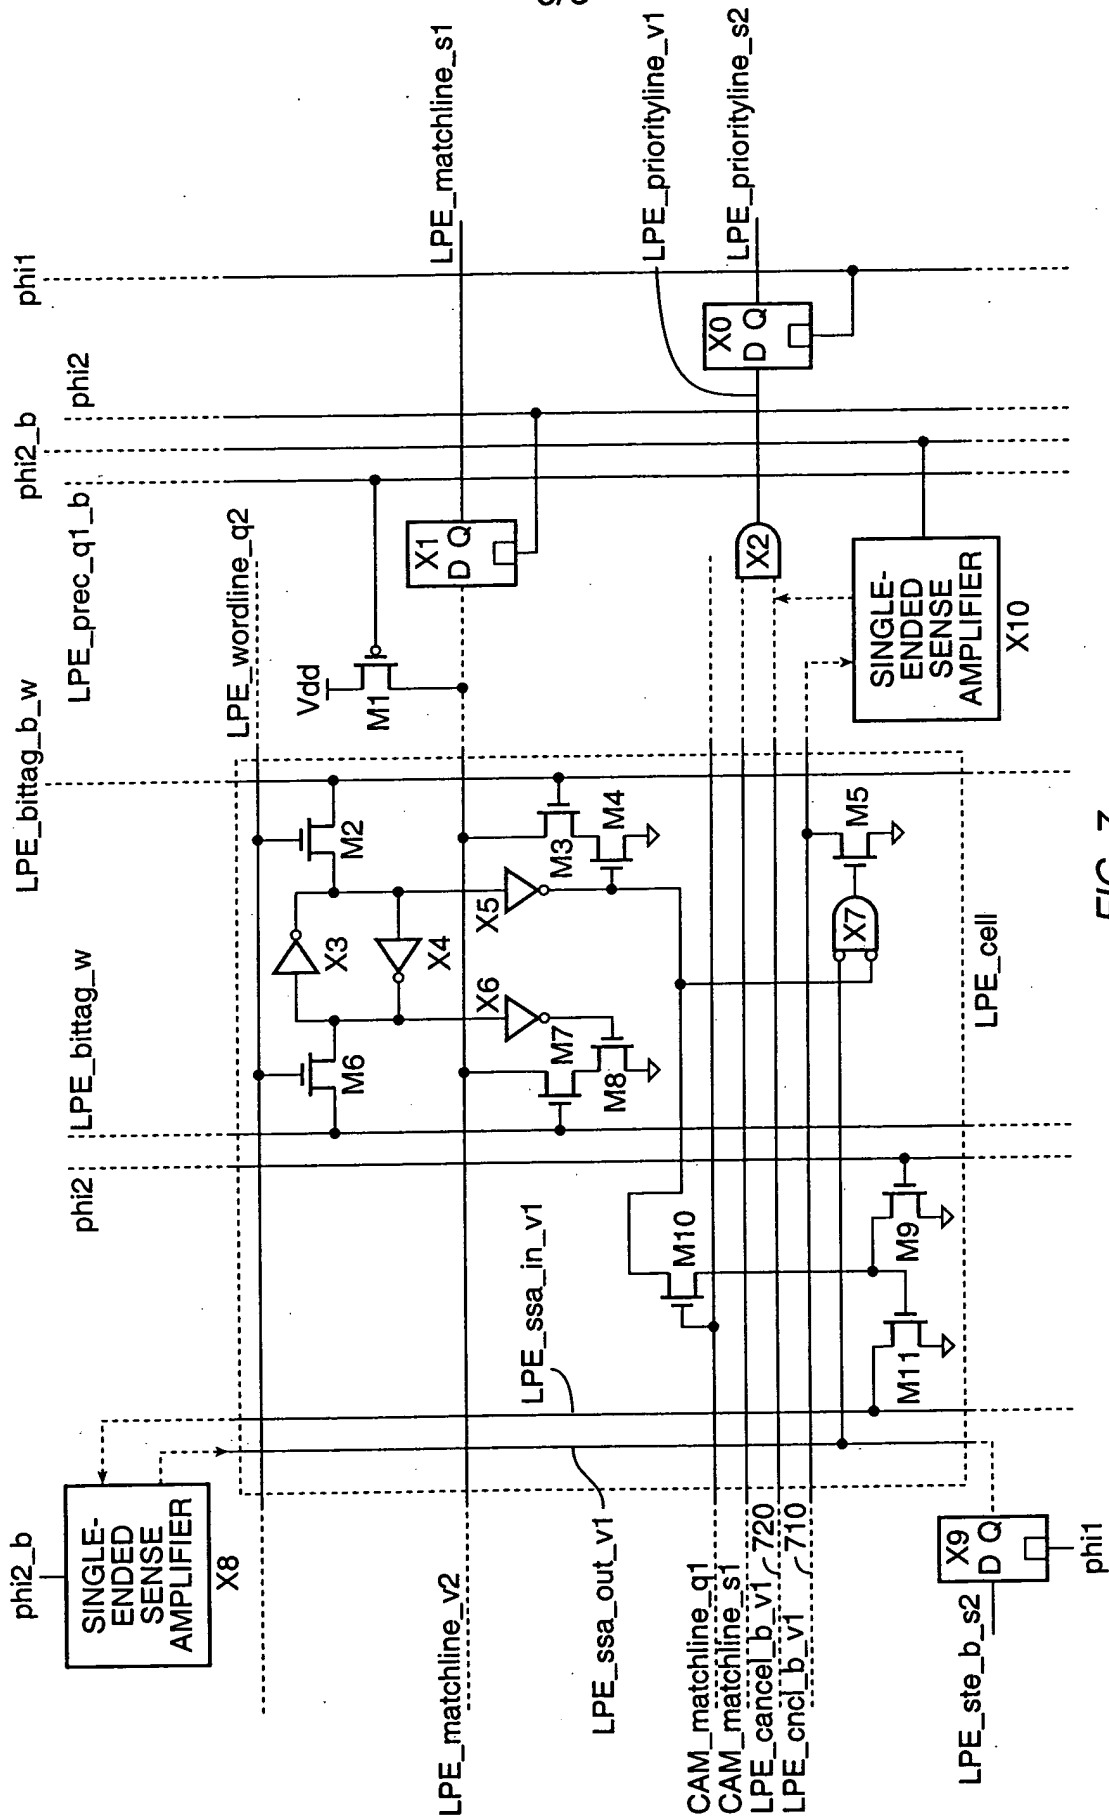 phi1
phi2
phi2_b
LPE_prec_q1_b
LPE_bittag_b_w
LPE_bittag_w
phi2
phi2_b
LPE_wordline_q2
LPE_matchline_s1
LPE_priorityline_v1
LPE_priorityline_s2
Vdd
M1
X1
D Q
X0
D Q
X2
SINGLE-
ENDED
SENSE
AMPLIFIER
X10
M2
X3
X4
M6
X5
X6
M3
M4
M7
M8
M5
X7
LPE_cell
M10
M9
M11
LPE_ssa_in_v1
LPE_ssa_out_v1
SINGLE-
ENDED
SENSE
AMPLIFIER
X8
LPE_matchline_v2
CAM_matchline_q1
CAM_matchline_s1
LPE_cancel_b_v1 720
LPE_cncl_b_v1 710
X9
D Q
LPE_ste_b_s2
phi1